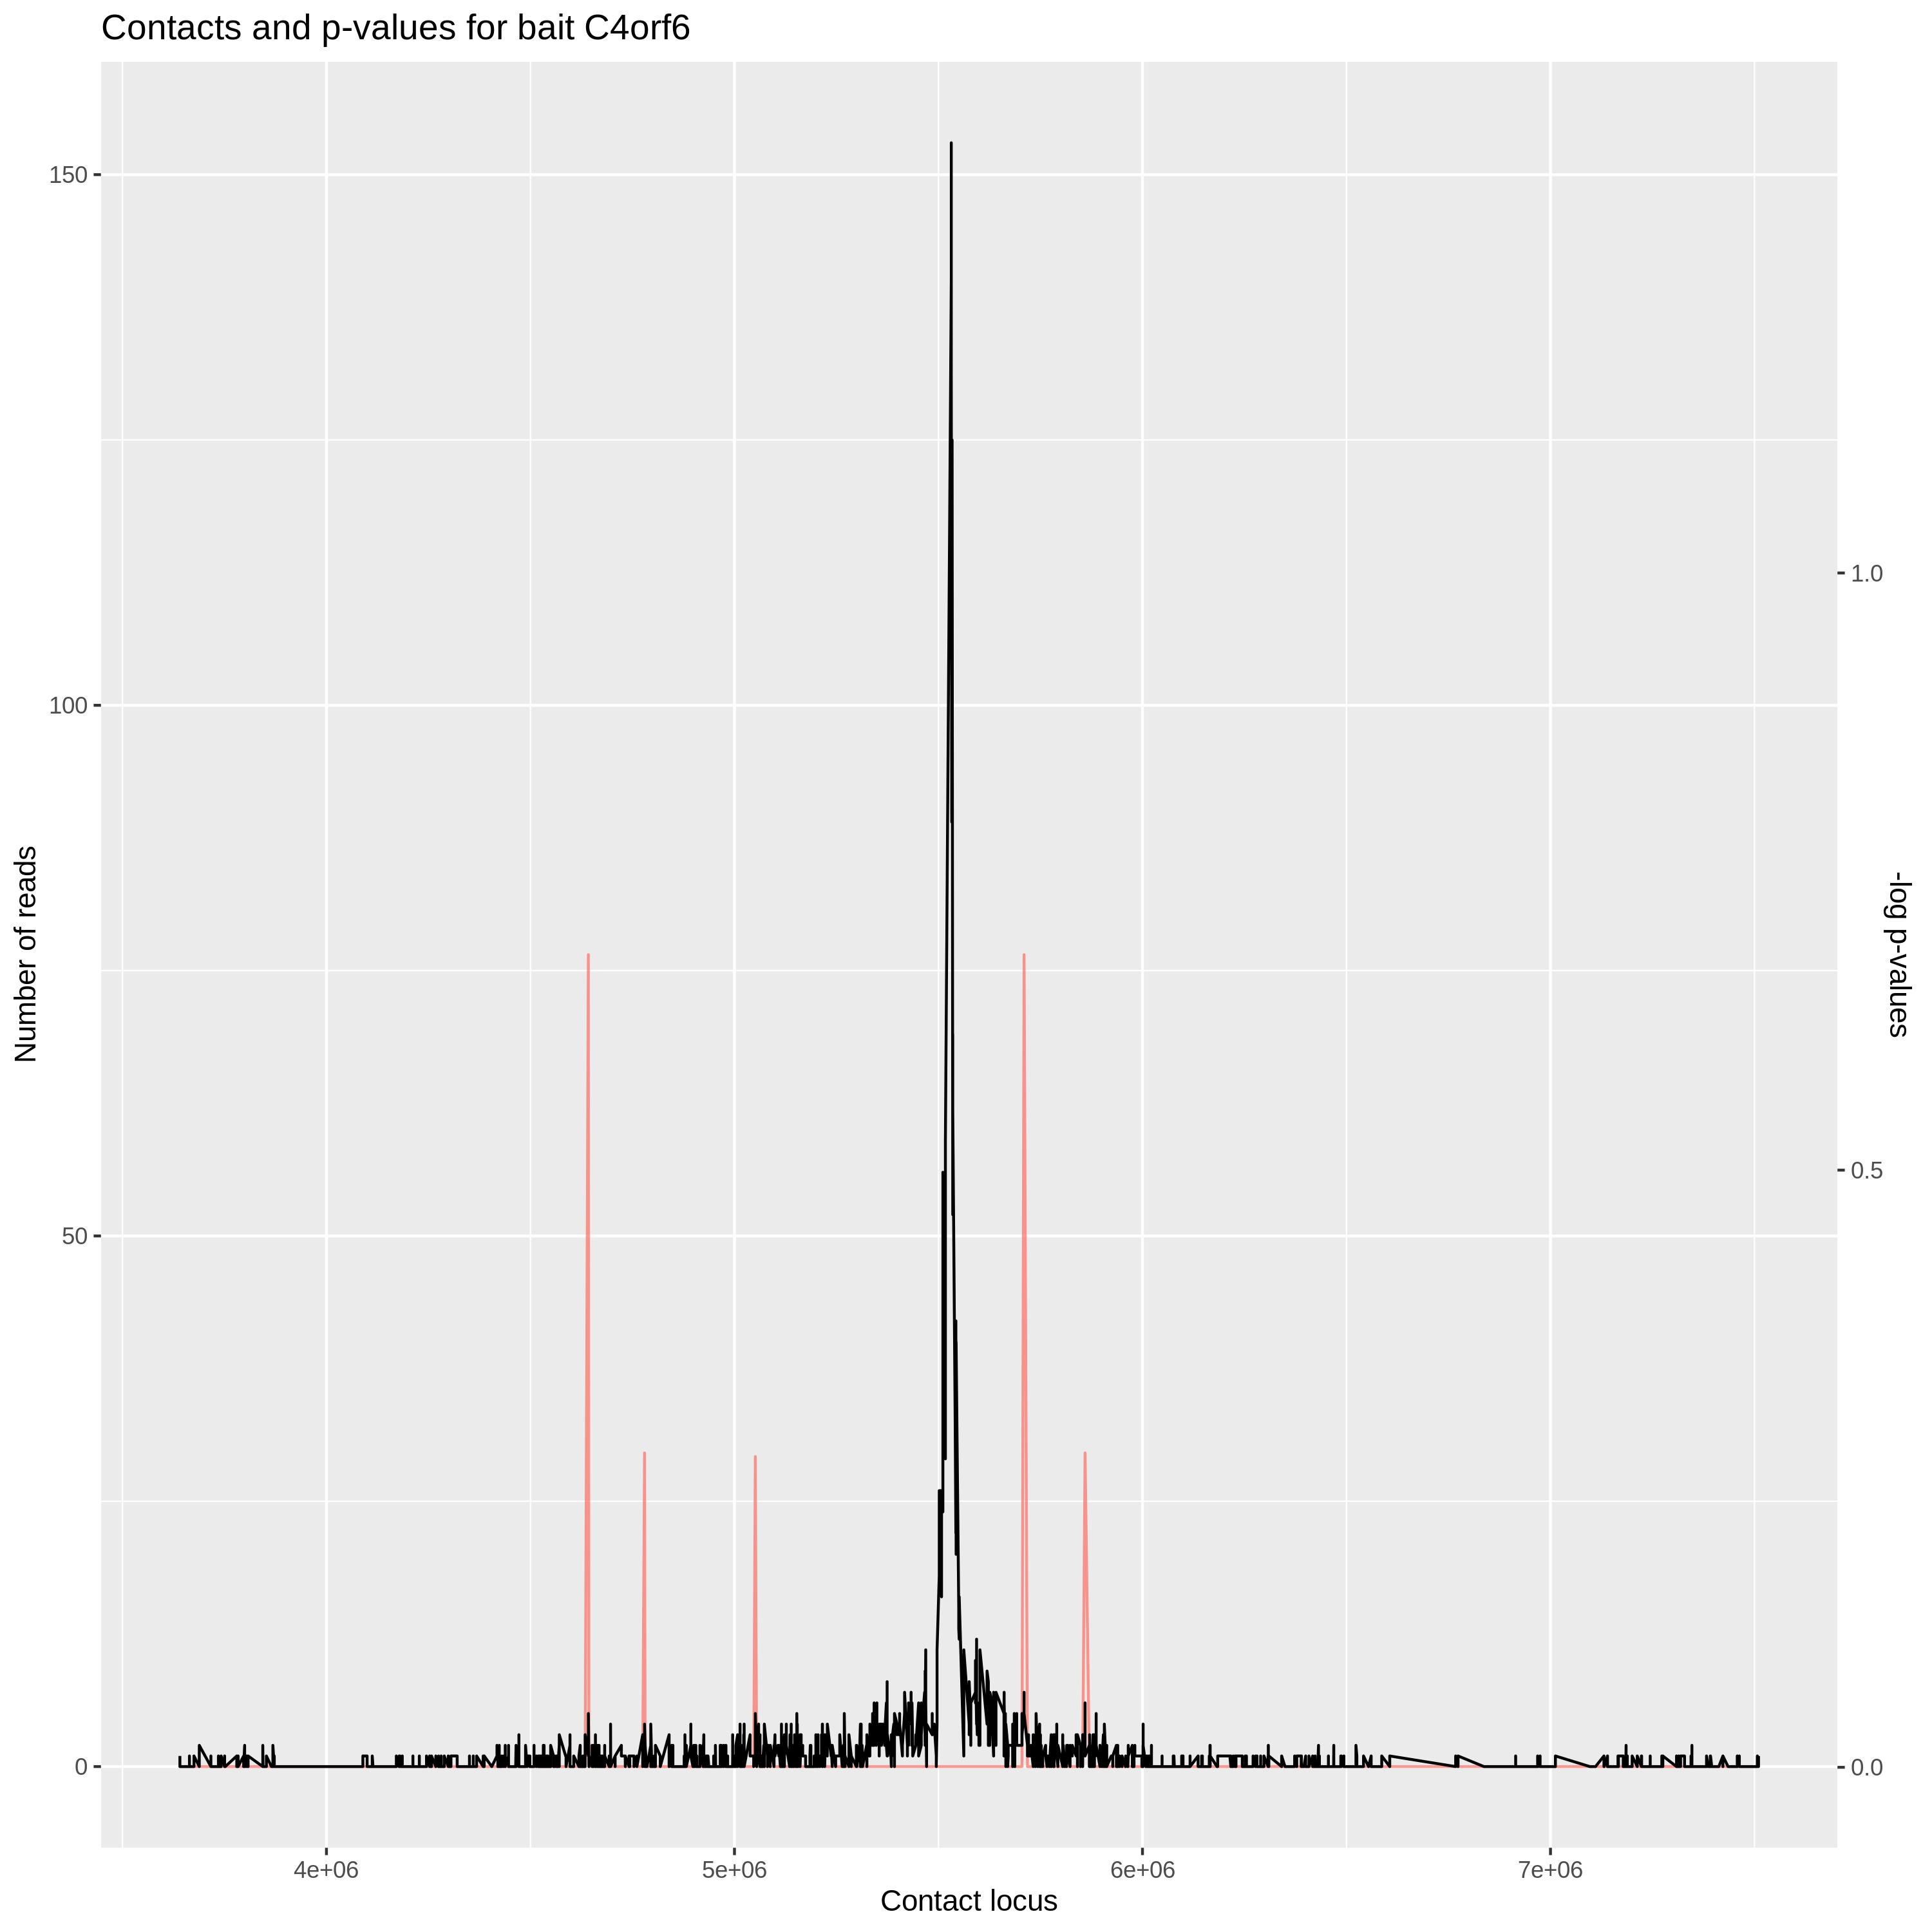 Contacts and p-values for bait C4orf6
150
100
50
0
Number of reads
1.0
0.5
0.0
-log p-values
4e+06 5e+06 6e+06 7e+06
Contact locus